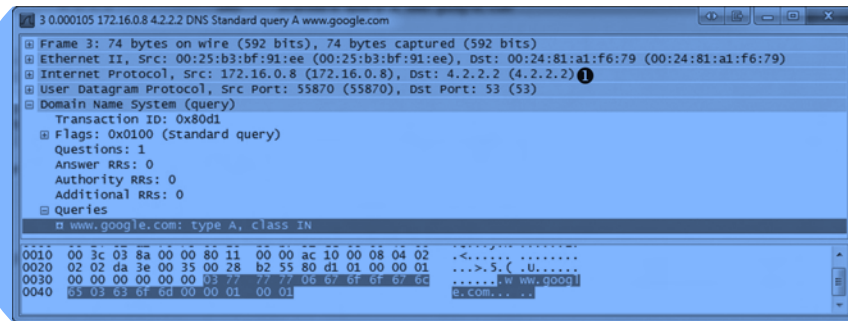 3 0.000105 172.16.0.8 4.2.2.2 DNS Standard query A www.google.com
Frame 3: 74 bytes on wire (592 bits), 74 bytes captured (592 bits)
Ethernet II, Src: 00:25:b3:bf:91:ee (00:25:b3:bf:91:ee), Dst: 00:24:81:a1:f6:79 (00:24:81:a1:f6:79)
Internet Protocol, Src: 172.16.0.8 (172.16.0.8), Dst: 4.2.2.2 (4.2.2.2) ❶
User Datagram Protocol, Src Port: 55870 (55870), Dst Port: 53 (53)
Domain Name System (query)
Transaction ID: 0x80d1
Flags: 0x0100 (Standard query)
Questions: 1
Answer RRs: 0
Authority RRs: 0
Additional RRs: 0
Queries
www.google.com: type A, class IN
0010 00 3c 03 8a 00 00 80 11 00 00 ac 10 00 08 04 02 .<...... ........
0020 02 02 da 3e 00 35 00 28 b2 55 80 d1 01 00 00 01 ...>.5.( .U......
0030 00 00 00 00 00 00 03 77 77 77 06 67 6f 6f 67 6c .......w ww.googl
0040 65 03 63 6f 6d 00 00 01 00 01 e.com... ..